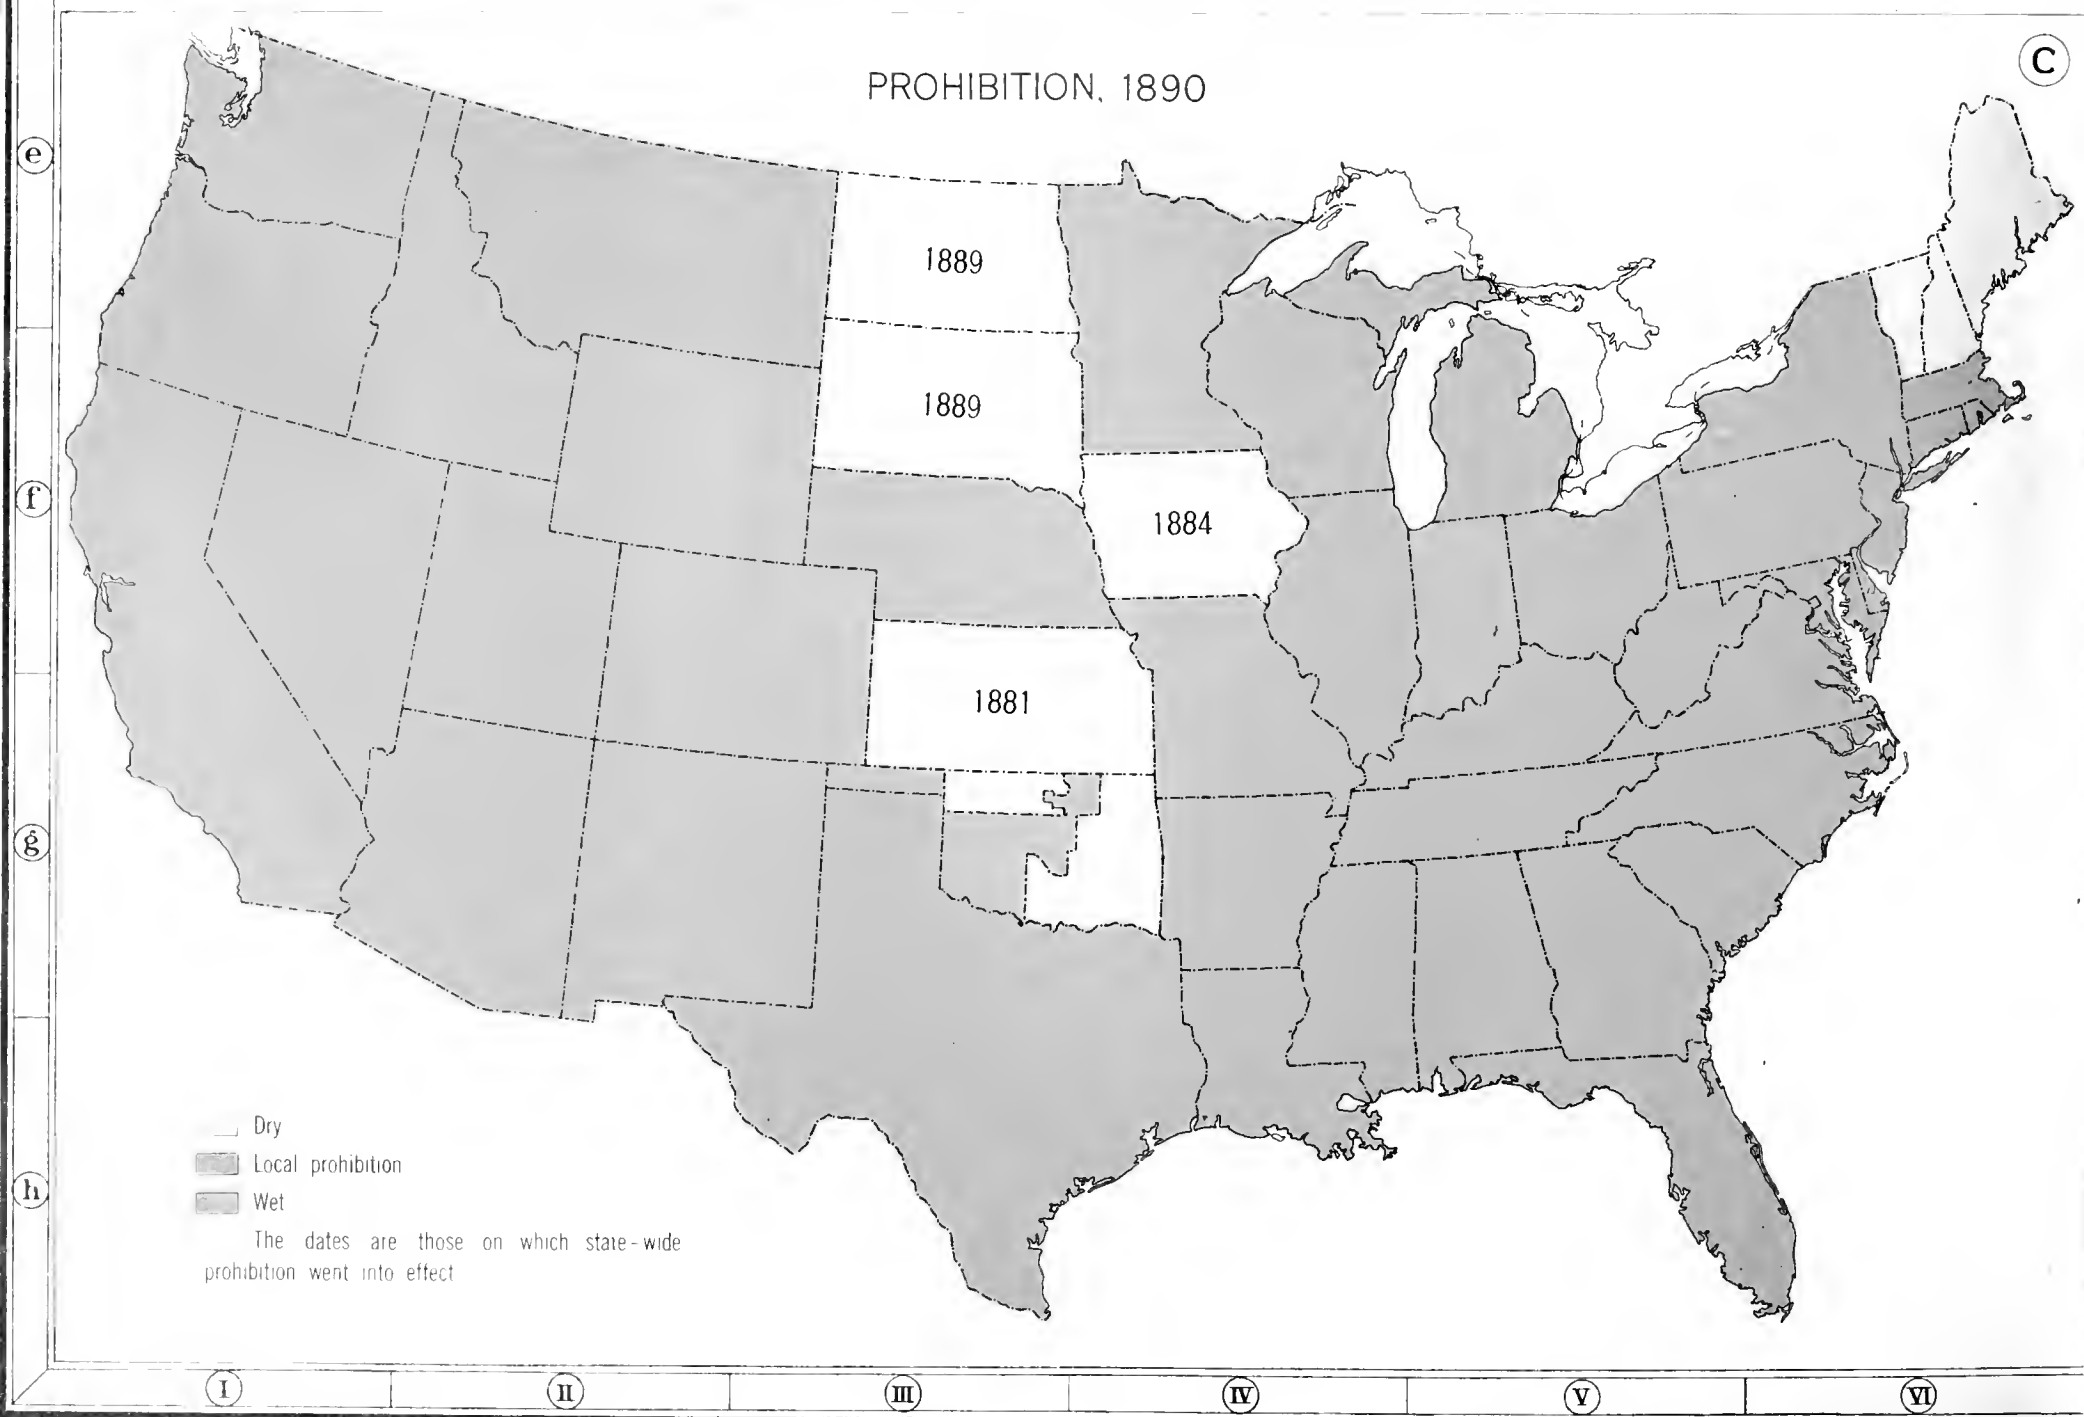 C
PROHIBITION, 1890
e
1889
1889
f
1884
1881
g
Dry
Local prohibition
h
Wet
The dates are those on which state-wide
prohibition went into effect
I II III IV V VI